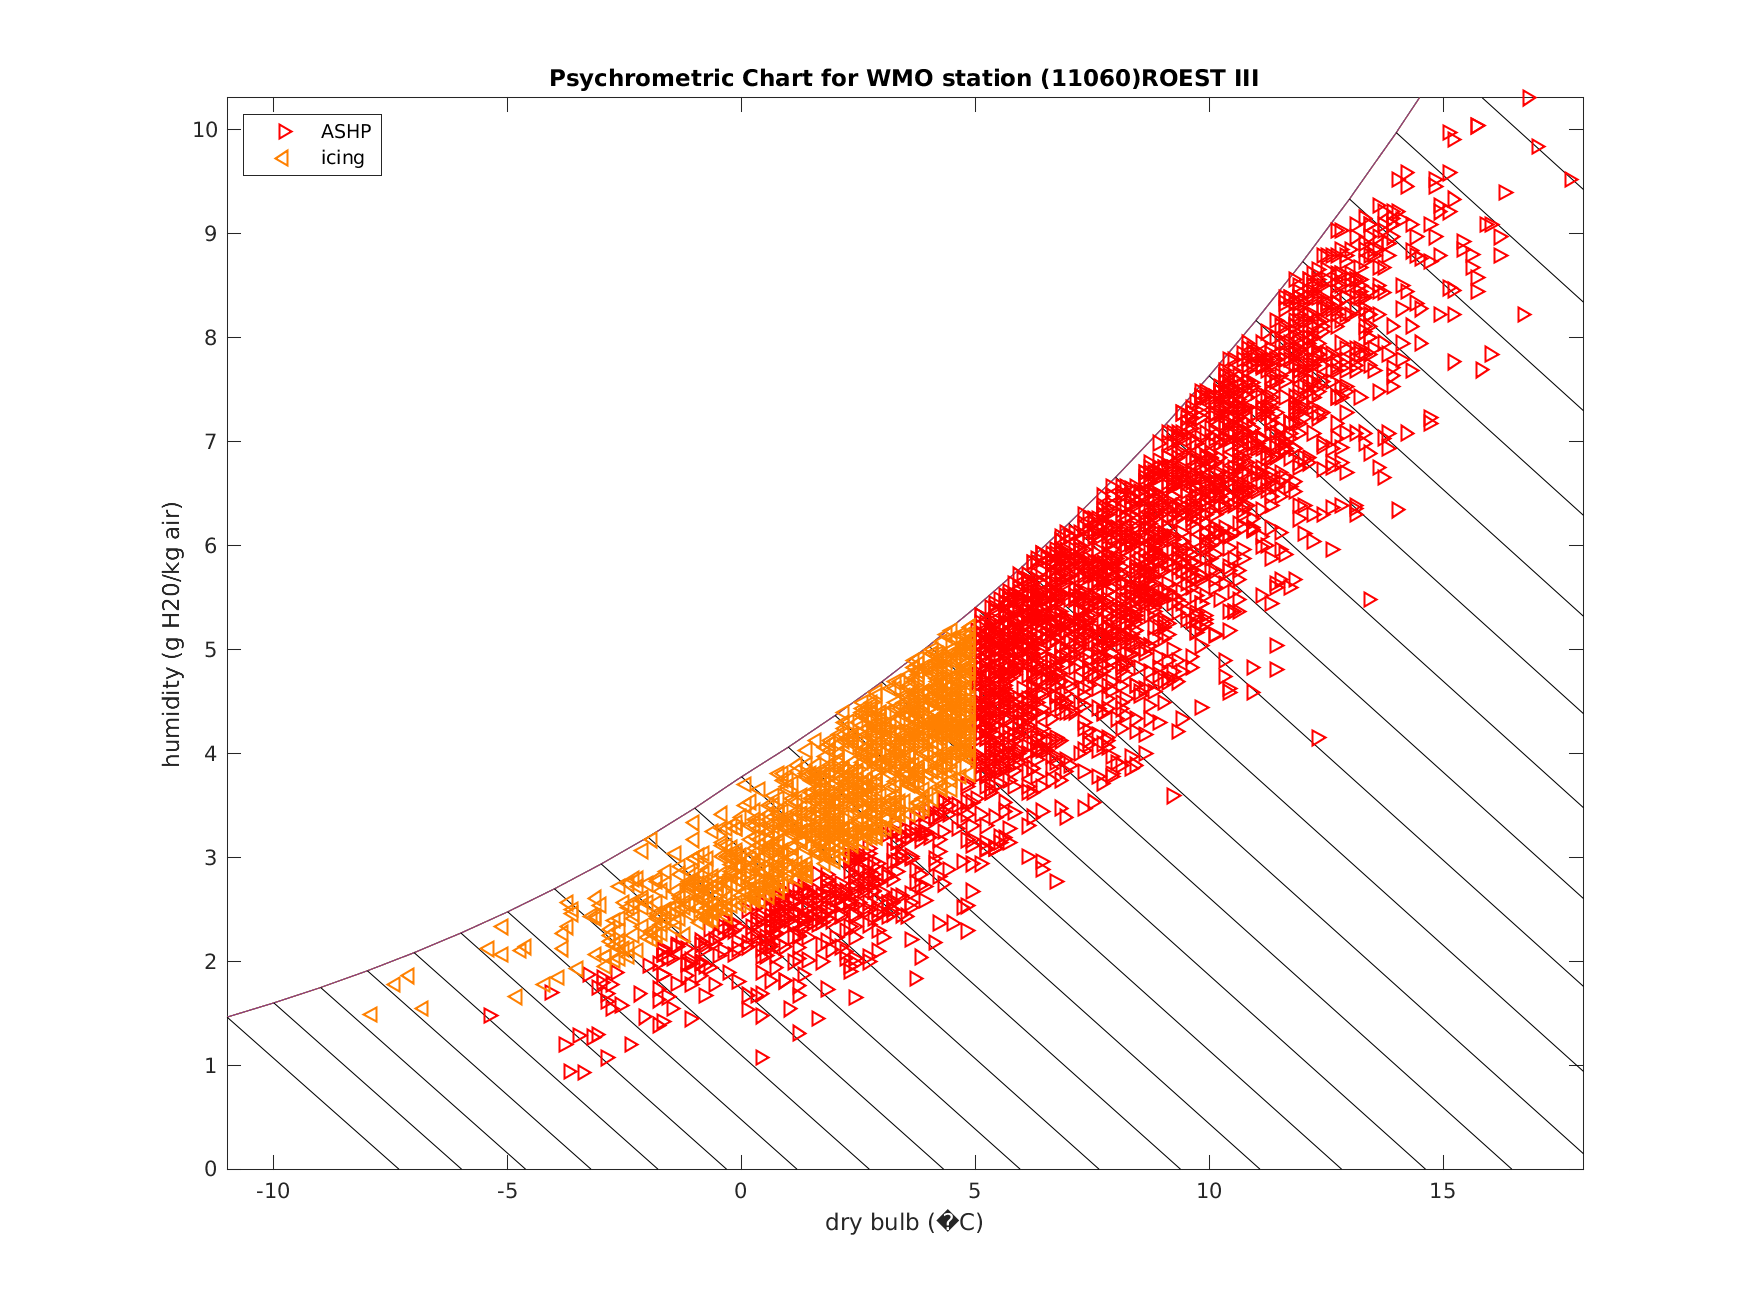 Psychrometric Chart for WMO station (11060)ROEST III
ASHP
icing
10
9
8
7
6
5
4
3
2
1
0
humidity (g H20/kg air)
-10 -5 0 5 10 15
dry bulb (�C)